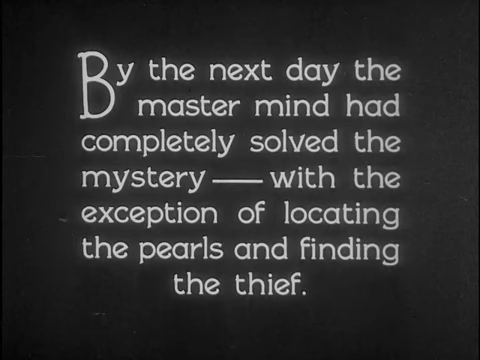 By the next day the
master mind had
completely solved the
mystery — with the
exception of locating
the pearls and finding
the thief.